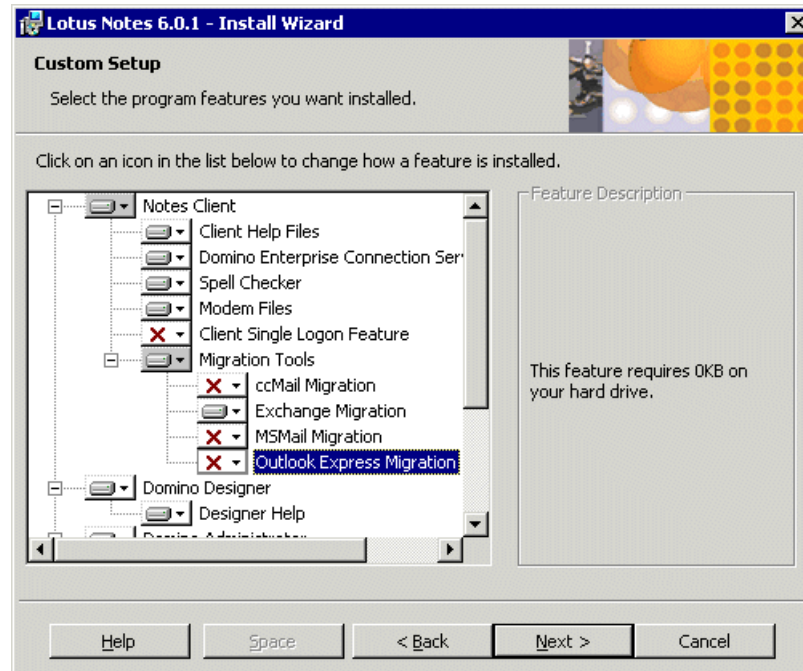 Lotus Notes 6.0.1 - Install Wizard
Custom Setup
Select the program features you want installed.
Click on an icon in the list below to change how a feature is installed.
Notes Client
Client Help Files
Domino Enterprise Connection Ser
Spell Checker
Modem Files
Client Single Logon Feature
Migration Tools
ccMail Migration
Exchange Migration
MSMail Migration
Outlook Express Migration
Domino Designer
Designer Help
Domino Administrator
Feature Description
This feature requires 0KB on
your hard drive.
Help
Space
< Back
Next >
Cancel